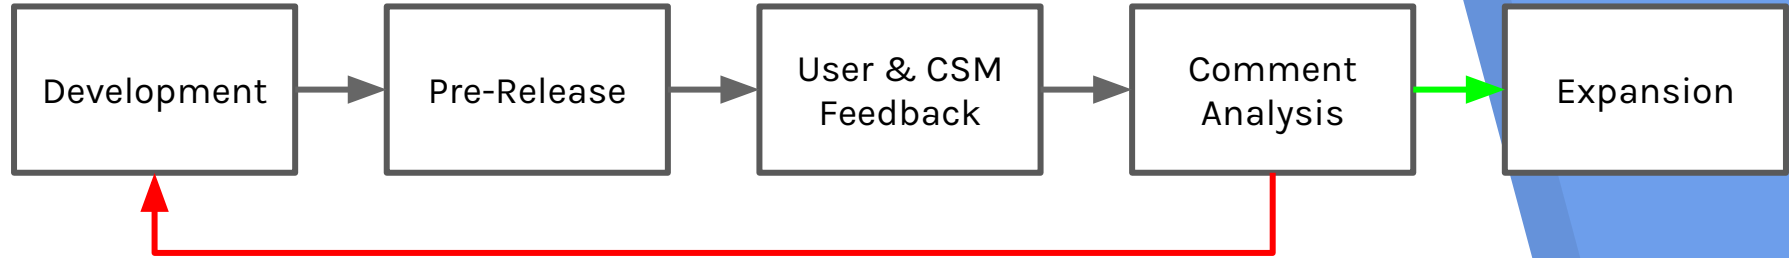 Development
Pre-Release
User & CSM
Feedback
Comment
Analysis
Expansion